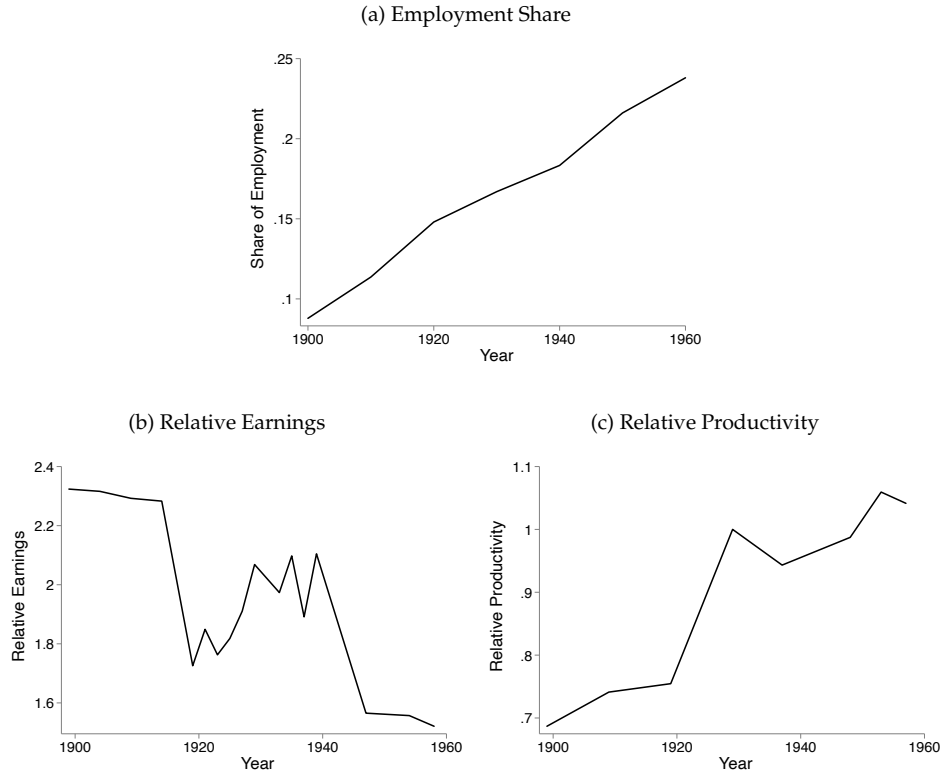 (a) Employment Share
.25
.2
.15
.1
Share of Employment
1900 1920 1940 1960
Year
(b) Relative Earnings
2.4
2.2
2
1.8
1.6
Relative Earnings
1900 1920 1940 1960
Year
(c) Relative Productivity
1.1
1
.9
.8
.7
Relative Productivity
1900 1920 1940 1960
Year